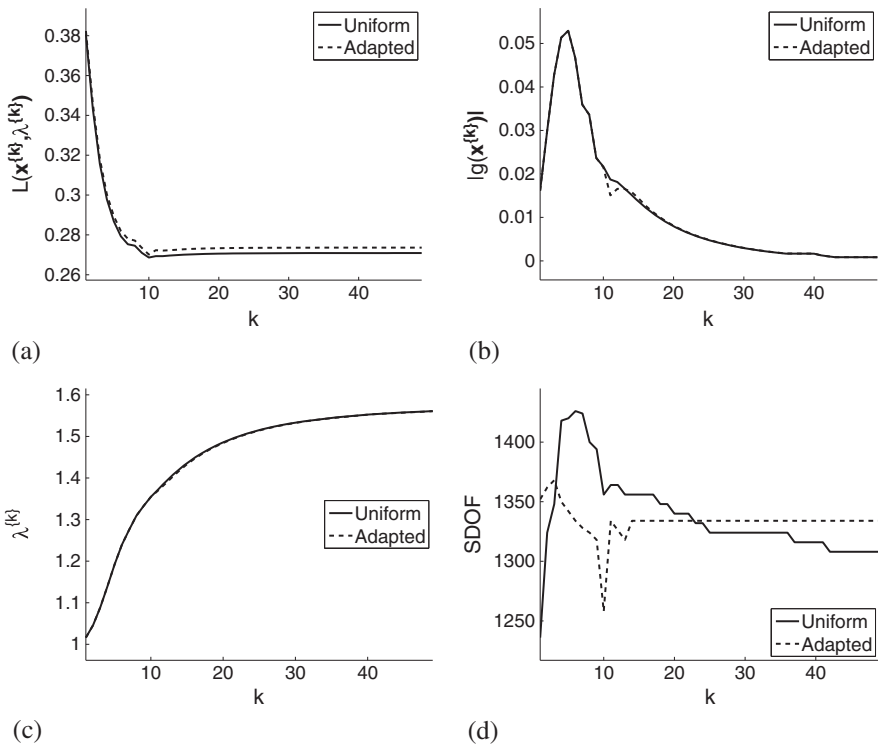 0.38
0.36
0.34
0.32
0.3
0.28
0.26
L(x^{k},λ^{k})
10 20 30 40
k
Uniform
Adapted
(a)
0.05
0.04
0.03
0.02
0.01
0
|g(x^{k})|
10 20 30 40
k
Uniform
Adapted
(b)
1.6
1.5
1.4
1.3
1.2
1.1
1
λ^{k}
10 20 30 40
k
Uniform
Adapted
(c)
1400
1350
1300
1250
SDOF
10 20 30 40
k
Uniform
Adapted
(d)